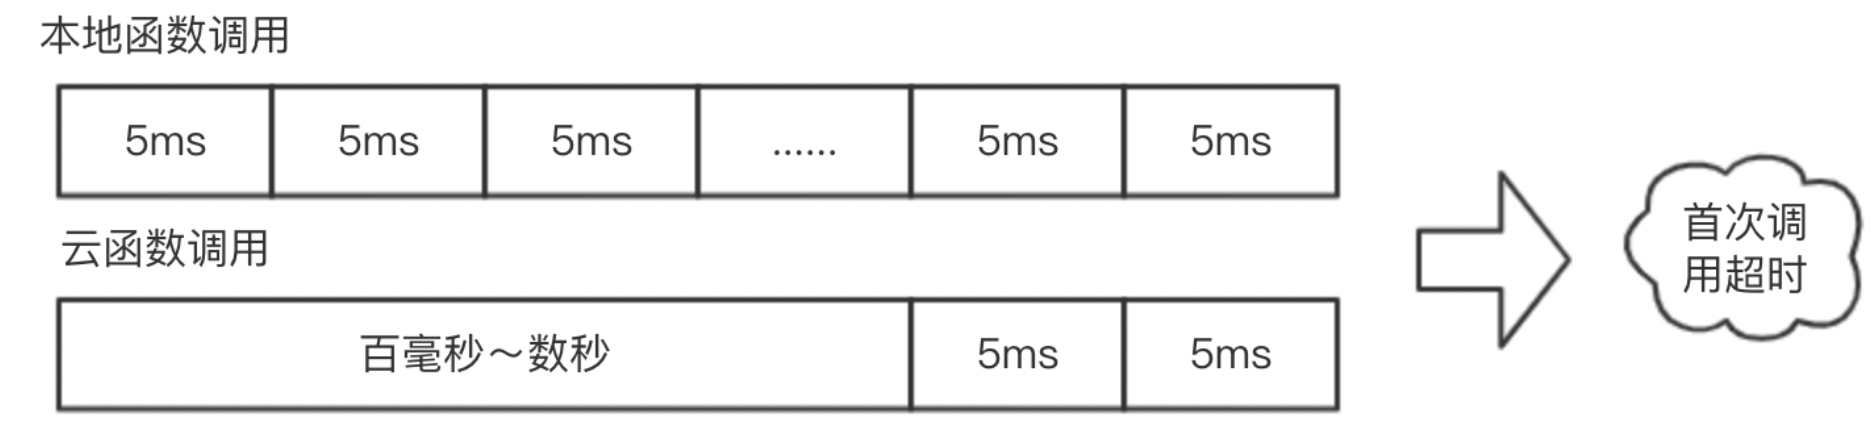 本地函数调用
5ms 5ms 5ms ...... 5ms 5ms
云函数调用
百毫秒～数秒 5ms 5ms
首次调
用超时